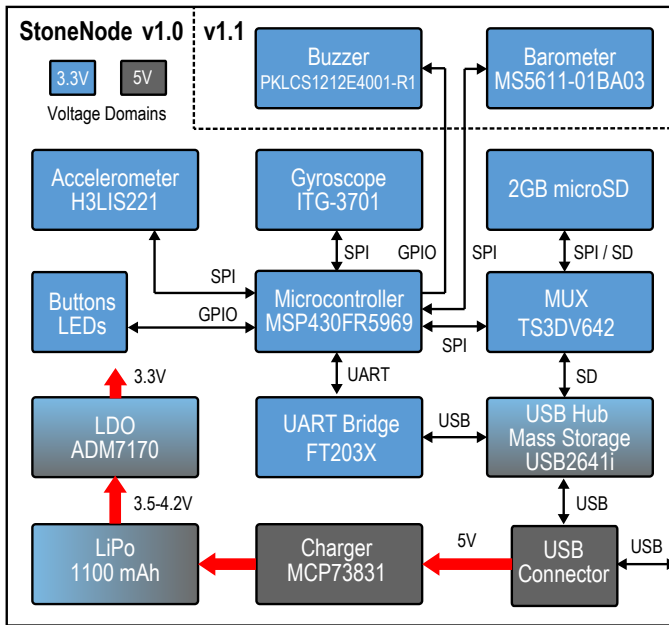 StoneNode v1.0
v1.1
3.3V
5V
Voltage Domains
Buzzer
PKLCS1212E4001-R1
Barometer
MS5611-01BA03
Accelerometer
H3LIS221
Gyroscope
ITG-3701
2GB microSD
SPI
SPI
GPIO
SPI
SPI / SD
Buttons
LEDs
GPIO
Microcontroller
MSP430FR5969
SPI
MUX
TS3DV642
3.3V
UART
SD
LDO
ADM7170
UART Bridge
FT203X
USB
USB Hub
Mass Storage
USB2641i
3.5-4.2V
USB
LiPo
1100 mAh
Charger
MCP73831
5V
USB
Connector
USB